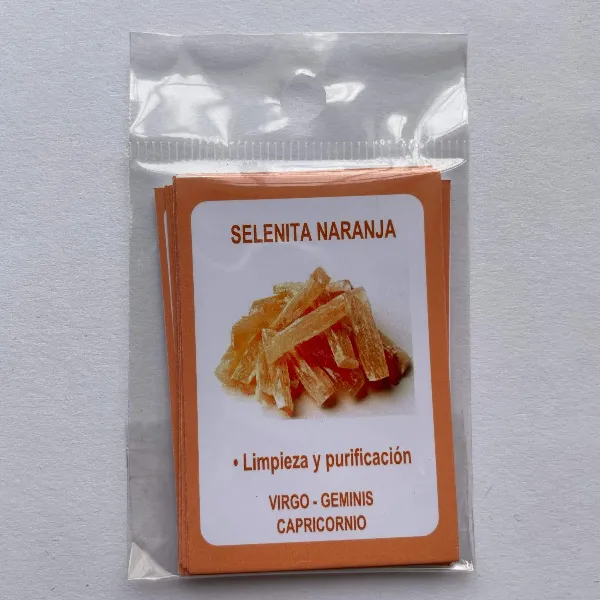 SELENITA NARANJA
• Limpieza y purificación
VIRGO - GEMINIS
CAPRICORNIO